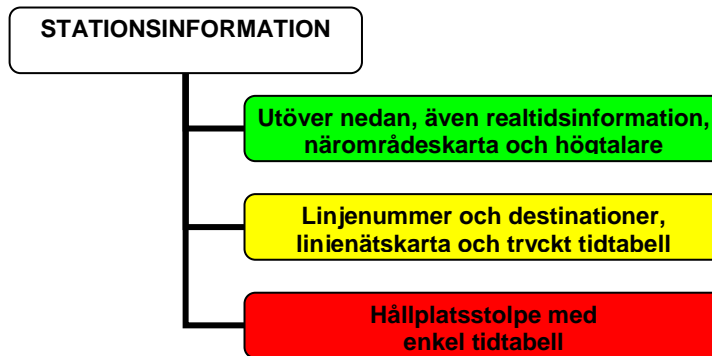 STATIONSINFORMATION
Utöver nedan, även realtidsinformation,
närområdeskarta och högtalare
Linjenummer och destinationer,
linjenätskarta och tryckt tidtabell
Hållplatsstolpe med
enkel tidtabell